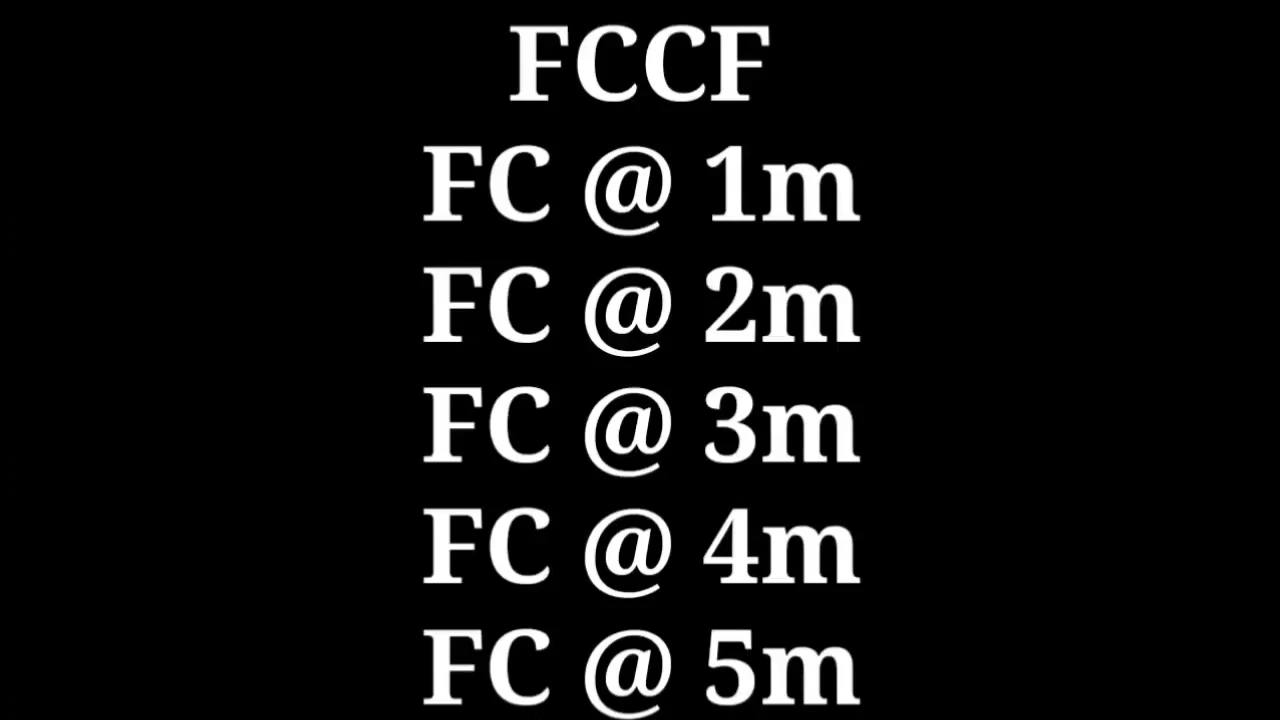 FCCF
FC @ 1m
FC @ 2m
FC @ 3m
FC @ 4m
FC @ 5m